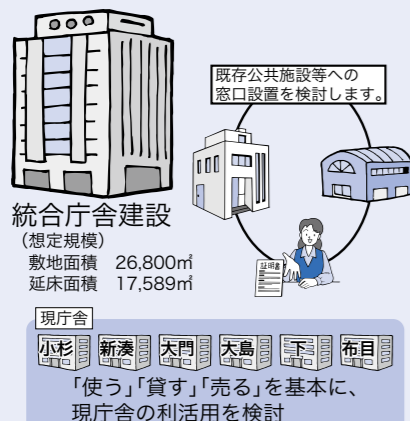 既存公共施設等への
窓口設置を検討します。
証明書
統合庁舎建設
（想定規模）
敷地面積　26,800㎡
延床面積　17,589㎡
現庁舎
小杉 新湊 大門 大島 下 布目
「使う」「貸す」「売る」を基本に、
現庁舎の利活用を検討